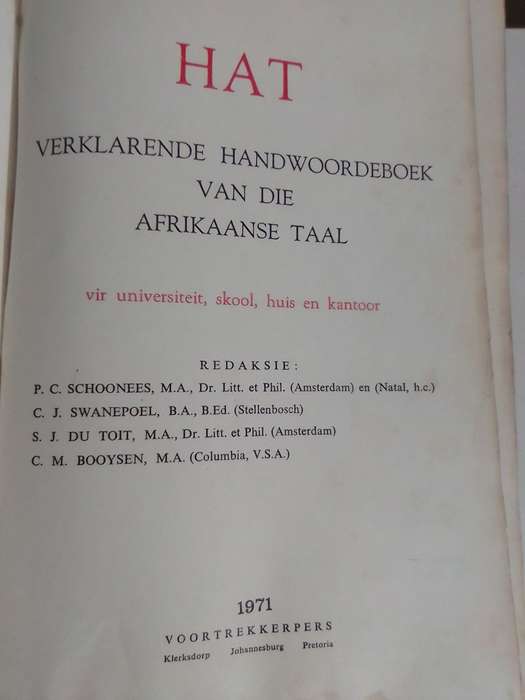 HAT
VERKLARENDE HANDWOORDEBOEK
VAN DIE
AFRIKAANSE TAAL
vir universiteit, skool, huis en kantoor
REDAKSIE:
P. C. SCHOONEES, M.A., Dr. Litt. et Phil. (Amsterdam) en (Natal, h.c.)
C. J. SWANEPOEL, B.A., B.Ed. (Stellenbosch)
S. J. DU TOIT, M.A., Dr. Litt. et Phil. (Amsterdam)
C. M. BOOYSEN, M.A. (Columbia, V.S.A.)
1971
VOORTREKKERPERS
Klerksdorp Johannesburg Pretoria